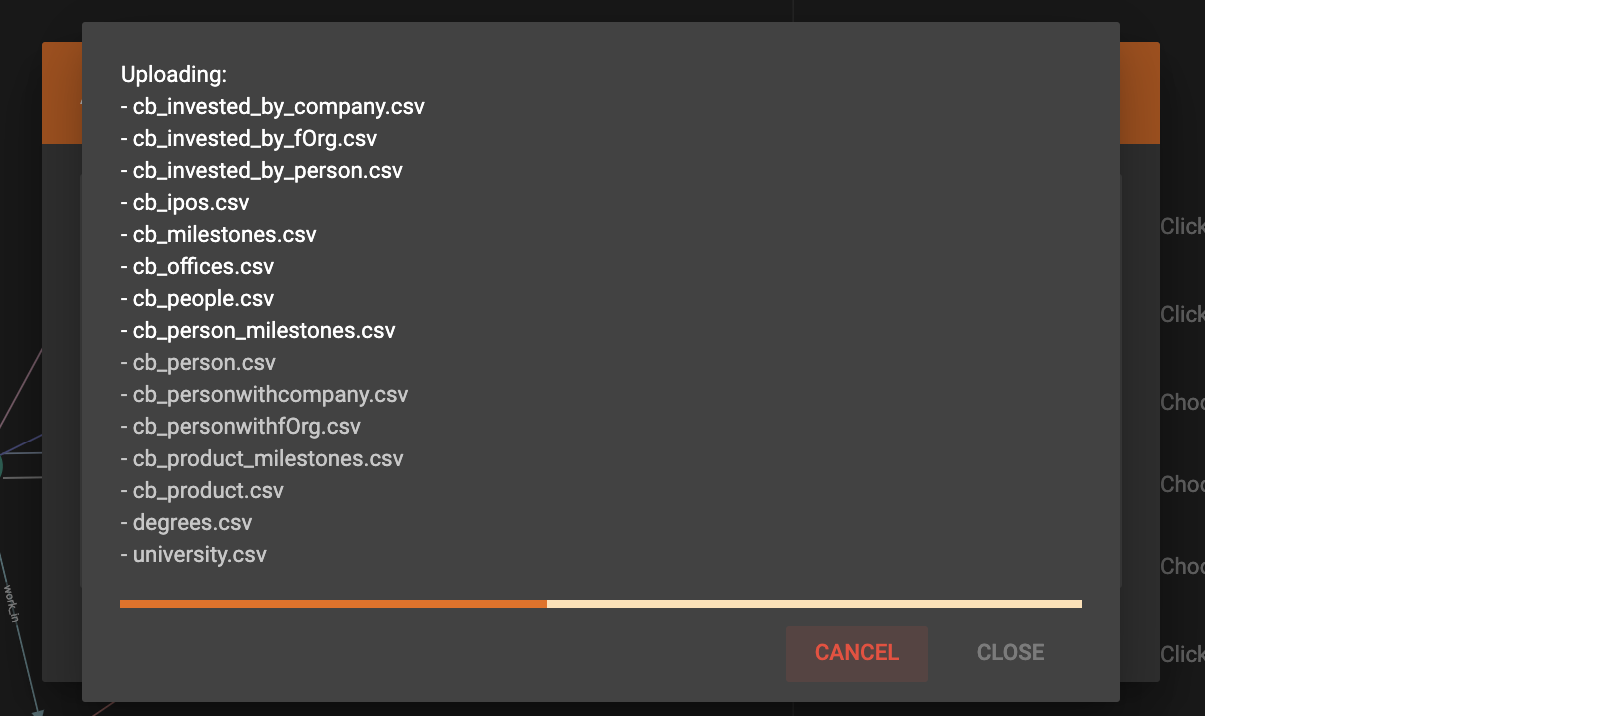 Uploading:
- cb_invested_by_company.csv
- cb_invested_by_fOrg.csv
- cb_invested_by_person.csv
- cb_ipos.csv
- cb_milestones.csv
- cb_offices.csv
- cb_people.csv
- cb_person_milestones.csv
- cb_person.csv
- cb_personwithcompany.csv
- cb_personwithfOrg.csv
- cb_product_milestones.csv
- cb_product.csv
- degrees.csv
- university.csv
CANCEL CLOSE
Click
Click
Choo
Choo
Choo
Click
work_in